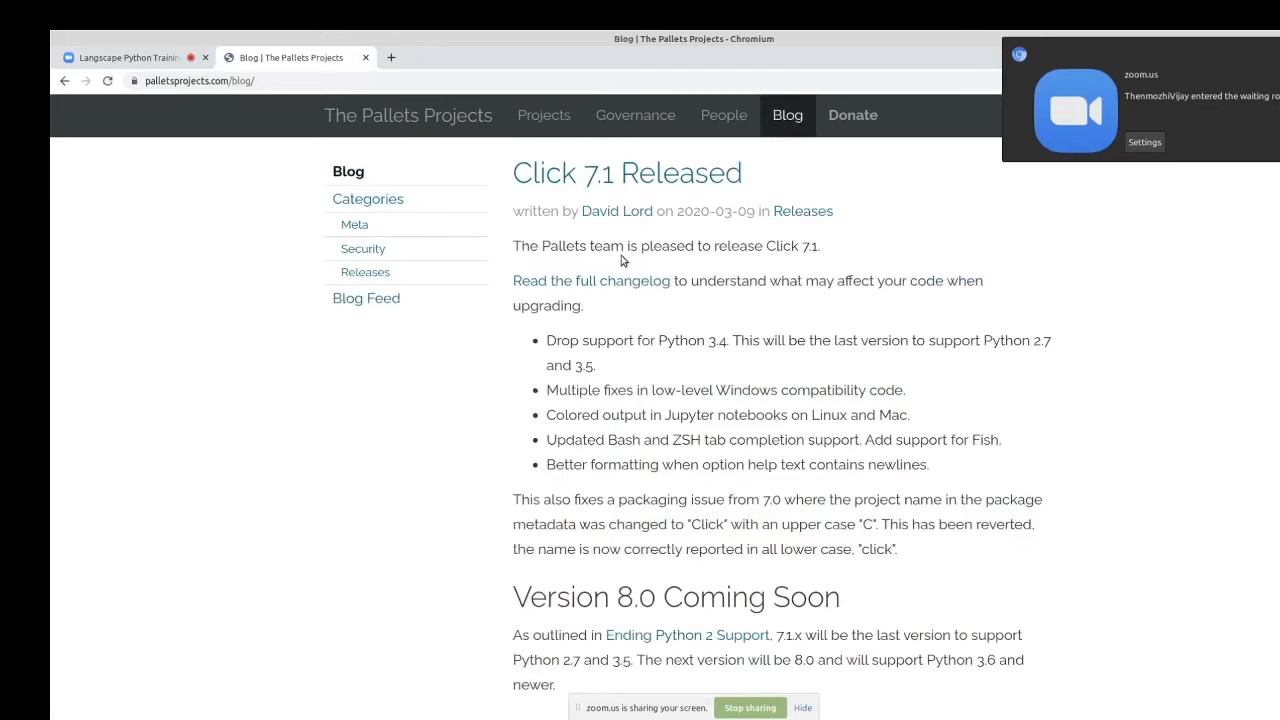 Blog | The Pallets Projects - Chromium
Langscape Python Trainin
Blog | The Pallets Projects
palletsprojects.com/blog/
zoom.us
ThenmozhiVijay entered the waiting ro
Settings
The Pallets Projects Projects Governance People Blog Donate
Blog
Categories
Meta
Security
Releases
Blog Feed
Click 7.1 Released
written by David Lord on 2020-03-09 in Releases
The Pallets team is pleased to release Click 7.1.
Read the full changelog to understand what may affect your code when
upgrading.
• Drop support for Python 3.4. This will be the last version to support Python 2.7
and 3.5.
• Multiple fixes in low-level Windows compatibility code.
• Colored output in Jupyter notebooks on Linux and Mac.
• Updated Bash and ZSH tab completion support. Add support for Fish.
• Better formatting when option help text contains newlines.
This also fixes a packaging issue from 7.0 where the project name in the package
metadata was changed to "Click" with an upper case "C". This has been reverted,
the name is now correctly reported in all lower case, "click".
Version 8.0 Coming Soon
As outlined in Ending Python 2 Support, 7.1.x will be the last version to support
Python 2.7 and 3.5. The next version will be 8.0 and will support Python 3.6 and
newer.
zoom.us is sharing your screen. Stop sharing Hide